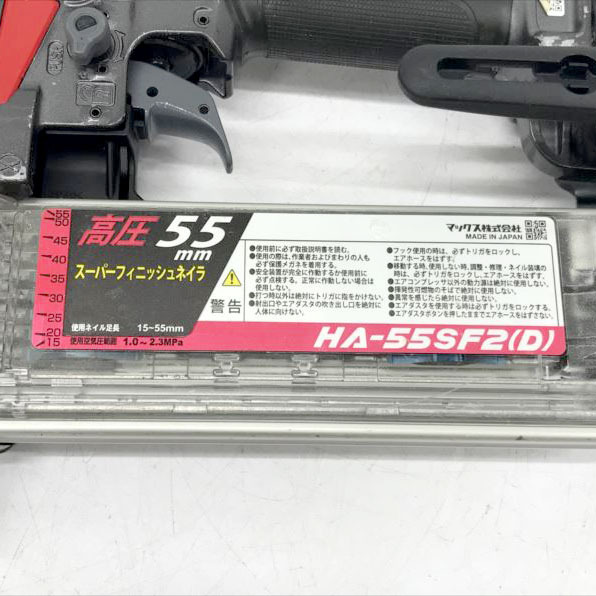 高圧 55mm
スーパーフィニッシュネイラ
使用ネイル足長 15~55mm
使用空気圧範囲 1.0~2.3MPa
55
50
45
40
35
30
25
20
15
警告
●使用前に必ず取扱説明書を読む。
●使用の際は、作業者およびまわりの人も
必ず保護メガネを着用する。
●安全装置が完全に作動するか使用前に
必ず点検する。正常に作動しない場合は
使用しない。
●打つ時以外は絶対にトリガに指をかけない。
●射出口やエアダスタの吹き出し口を絶対に
人体に向けない。
マックス株式会社
MADE IN JAPAN
●フック使用の時は、必ずトリガをロックし、
エアホースをはずす。
●移動する時、使用しない時、調整・修理・ネイル装填の
時は、必ずトリガをロックし、エアホースをはずす。
●エアコンプレッサ以外の動力源は絶対に使用しない。
●揮発性可燃物のそばで絶対に使用しない。
●異常を感じたら絶対に使用しない。
●エアダスタを使用する時は必ずトリガをロックする。
●エアダスタボタンを押したままでエアホースをはずさない。
HA-55SF2(D)